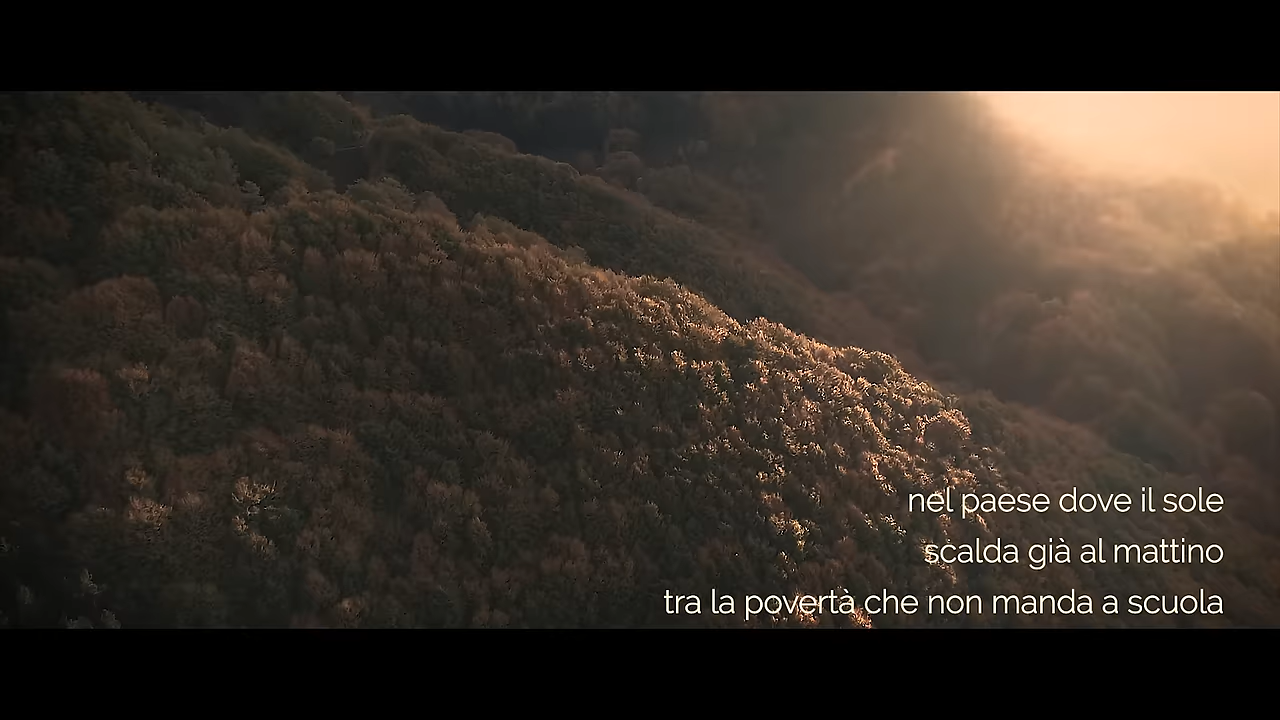 nel paese dove il sole
scalda già al mattino
tra la povertà che non manda a scuola